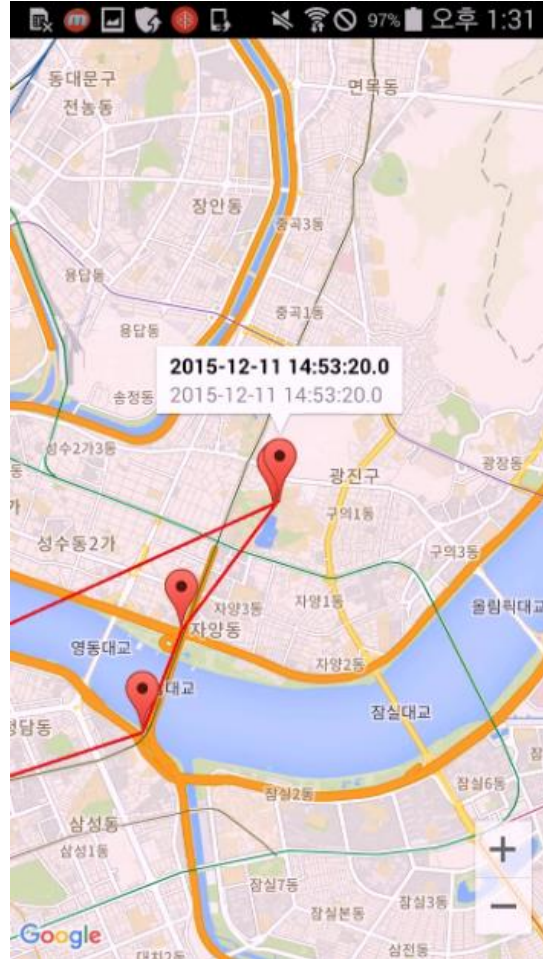 97% 오후 1:31
동대문구
전농동
면목동
장안동
중곡3동
용답동
중곡1동
용답동
2015-12-11 14:53:20.0
2015-12-11 14:53:20.0
송정동
성수2가3동
광진구
광장동
구의1동
성수동2가
구의3동
자양3동
자양1동
올림픽대교
자양동
영동대교
자양2동
대교
잠실대교
청담동
잠실2동
잠실6동
삼성동
삼성1동
잠실7동
잠실본동
잠실3동
삼전동
대치2동
Google